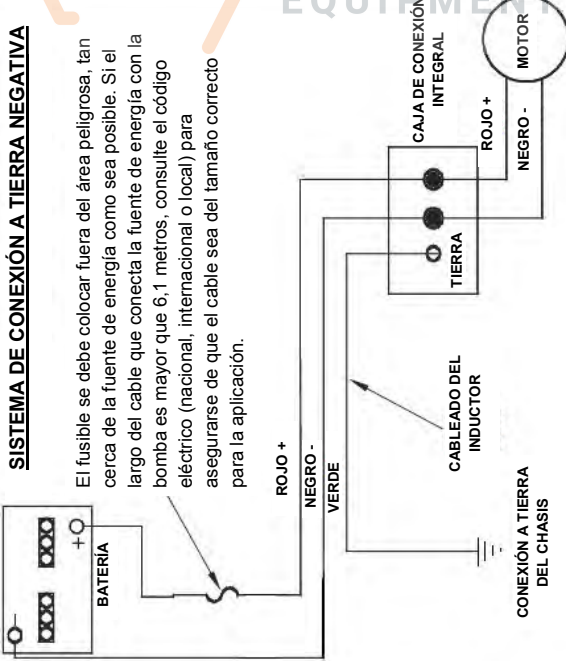 EQUIPMENT
SISTEMA DE CONEXIÓN A TIERRA NEGATIVA
El fusible se debe colocar fuera del área peligrosa, tan
cerca de la fuente de energía como sea posible. Si el
largo del cable que conecta la fuente de energía con la
bomba es mayor que 6,1 metros, consulte el código
eléctrico (nacional, internacional o local) para
asegurarse de que el cable sea del tamaño correcto
para la aplicación.
BATERÍA
+
-
ROJO +
NEGRO -
VERDE
CABLEADO DEL
INDUCTOR
CONEXIÓN A TIERRA
DEL CHASIS
CAJA DE CONEXIÓN
INTEGRAL
TIERRA
ROJO +
NEGRO -
MOTOR